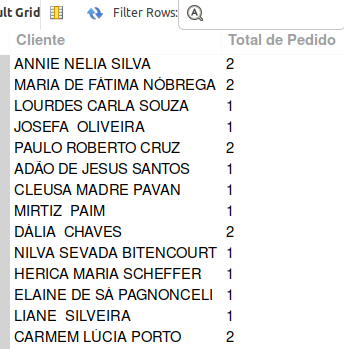 ult Grid Filter Rows:
Cliente Total de Pedido
ANNIE NELIA SILVA 2
MARIA DE FÁTIMA NÓBREGA 2
LOURDES CARLA SOUZA 1
JOSEFA  OLIVEIRA 1
PAULO ROBERTO CRUZ 2
ADÃO DE JESUS SANTOS 1
CLEUSA MADRE PAVAN 1
MIRTIZ  PAIM 1
DÁLIA  CHAVES 2
NILVA SEVADA BITENCOURT 1
HERICA MARIA SCHEFFER 1
ELAINE DE SÁ PAGNONCELI 1
LIANE  SILVEIRA 1
CARMEM LÚCIA PORTO 2